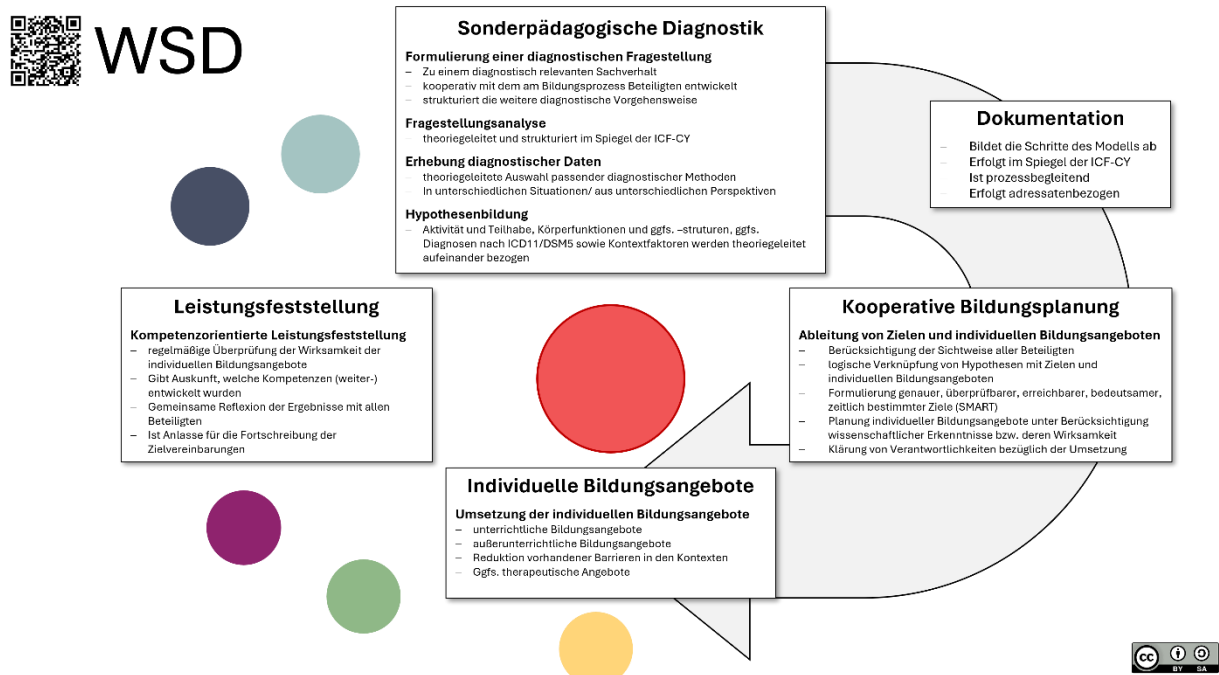 WSD
Sonderpädagogische Diagnostik
Formulierung einer diagnostischen Fragestellung
– Zu einem diagnostisch relevanten Sachverhalt
– kooperativ mit dem am Bildungsprozess Beteiligten entwickelt
– strukturiert die weitere diagnostische Vorgehensweise
Fragestellungsanalyse
– theoriegeleitet und strukturiert im Spiegel der ICF-CY
Erhebung diagnostischer Daten
– theoriegeleitete Auswahl passender diagnostischer Methoden
– In unterschiedlichen Situationen/ aus unterschiedlichen Perspektiven
Hypothesenbildung
– Aktivität und Teilhabe, Körperfunktionen und ggfs. –struturen, ggfs.
Diagnosen nach ICD11/DSM5 sowie Kontextfaktoren werden theoriegeleitet
aufeinander bezogen
Dokumentation
– Bildet die Schritte des Modells ab
– Erfolgt im Spiegel der ICF-CY
Ist prozessbegleitend
– Erfolgt adressatenbezogen
Leistungsfeststellung
Kompetenzorientierte Leistungsfeststellung
– regelmäßige Überprüfung der Wirksamkeit der
individuellen Bildungsangebote
– Gibt Auskunft, welche Kompetenzen (weiter-)
entwickelt wurden
– Gemeinsame Reflexion der Ergebnisse mit allen
Beteiligten
– Ist Anlasse für die Fortschreibung der
Zielvereinbarungen
Kooperative Bildungsplanung
Ableitung von Zielen und individuellen Bildungsangeboten
– Berücksichtigung der Sichtweise aller Beteiligten
– logische Verknüpfung von Hypothesen mit Zielen und
individuellen Bildungsangeboten
– Formulierung genauer, überprüfbarer, erreichbarer, bedeutsamer,
zeitlich bestimmter Ziele (SMART)
– Planung individueller Bildungsangebote unter Berücksichtigung
wissenschaftlicher Erkenntnisse bzw. deren Wirksamkeit
– Klärung von Verantwortlichkeiten bezüglich der Umsetzung
Individuelle Bildungsangebote
Umsetzung der individuellen Bildungsangebote
– unterrichtliche Bildungsangebote
– außerunterrichtliche Bildungsangebote
– Reduktion vorhandener Barrieren in den Kontexten
– Ggfs. therapeutische Angebote
cc
BY SA